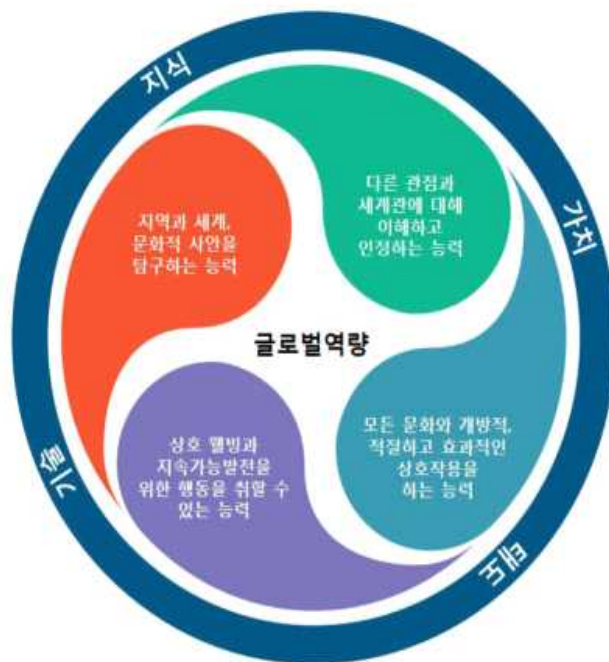 지식
가치
기술
태도
지역과 세계,
문화적 사안을
탐구하는 능력
다른 관점과
세계관에 대해
이해하고
인정하는 능력
글로벌역량
상호 웰빙과
지속가능발전을
위한 행동을 취할 수
있는 능력
모든 문화와 개방적,
적절하고 효과적인
상호작용을
하는 능력